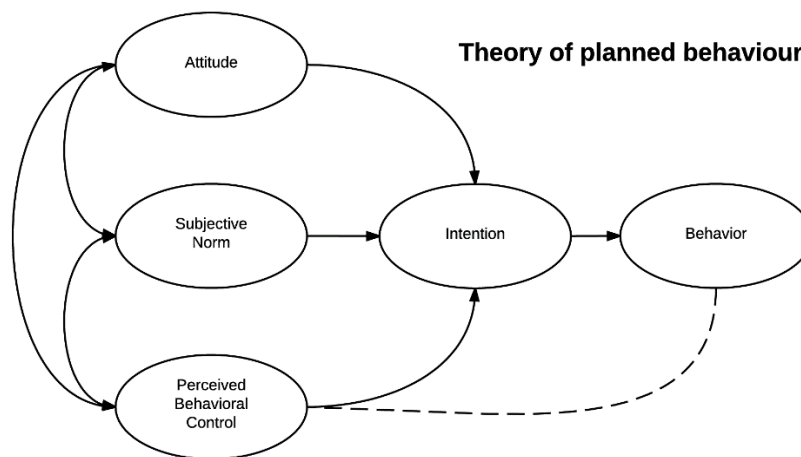 Theory of planned behaviour
Attitude
Subjective
Norm
Intention
Behavior
Perceived
Behavioral
Control